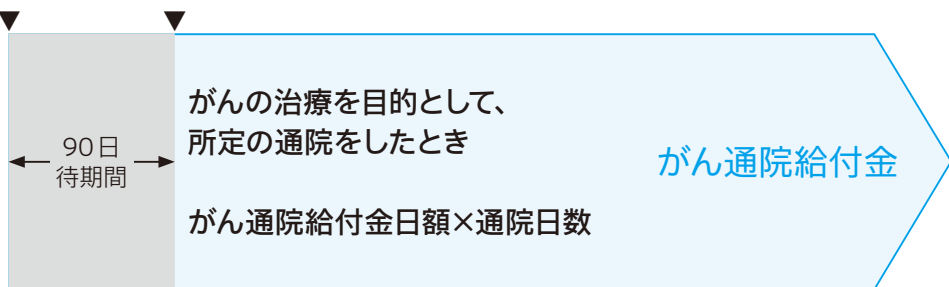 90日
待期間
がんの治療を目的として、
所定の通院をしたとき
がん通院給付金日額×通院日数
がん通院給付金